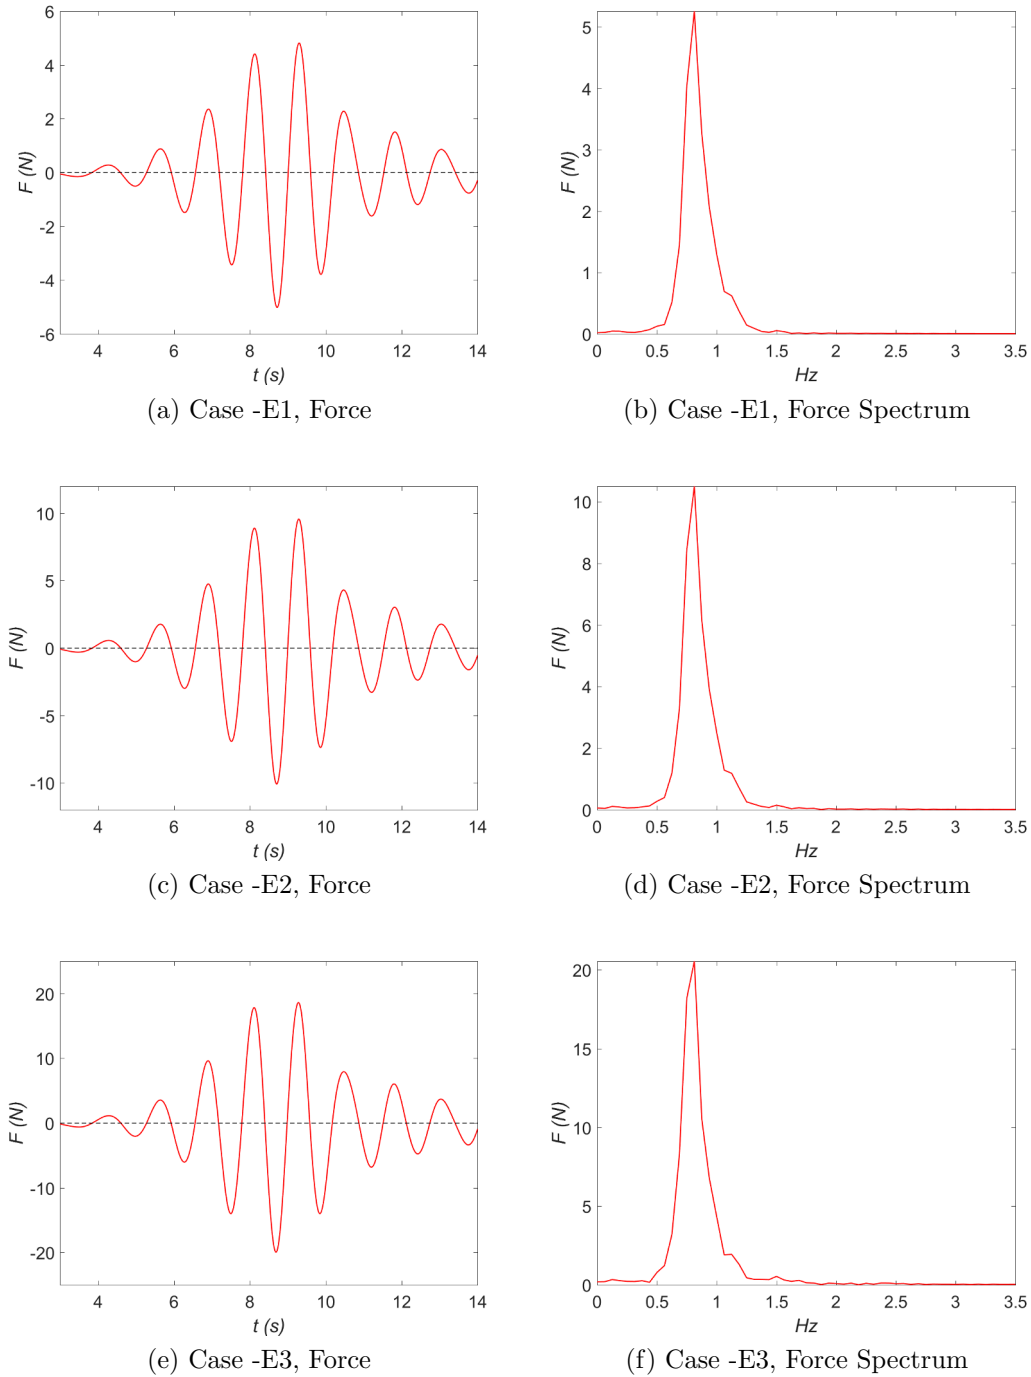 6
4
2
0
-2
-4
-6
F (N)
4 6 8 10 12 14
t (s)
(a) Case -E1, Force
5
4
3
2
1
0
F (N)
0 0.5 1 1.5 2 2.5 3 3.5
Hz
(b) Case -E1, Force Spectrum
10
5
0
-5
-10
F (N)
4 6 8 10 12 14
t (s)
(c) Case -E2, Force
10
8
6
4
2
0
F (N)
0 0.5 1 1.5 2 2.5 3 3.5
Hz
(d) Case -E2, Force Spectrum
20
10
0
-10
-20
F (N)
4 6 8 10 12 14
t (s)
(e) Case -E3, Force
20
15
10
5
0
F (N)
0 0.5 1 1.5 2 2.5 3 3.5
Hz
(f) Case -E3, Force Spectrum